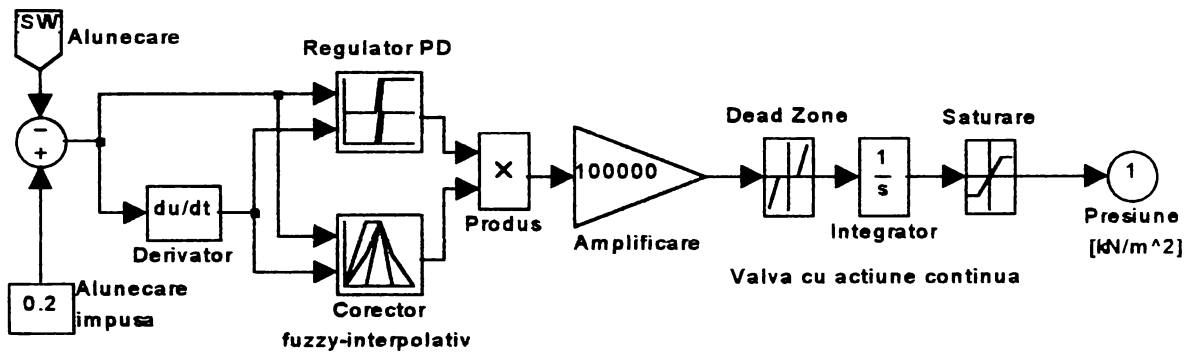 SW
Alunecare
Regulator PD
Dead Zone
Saturare
−
+
×
100000
1
s
1
du/dt
Produs
Amplificare
Integrator
Presiune
[kN/m^2]
Derivator
Valva cu actiune continua
0.2
Alunecare
impusa
Corector
fuzzy-interpolativ